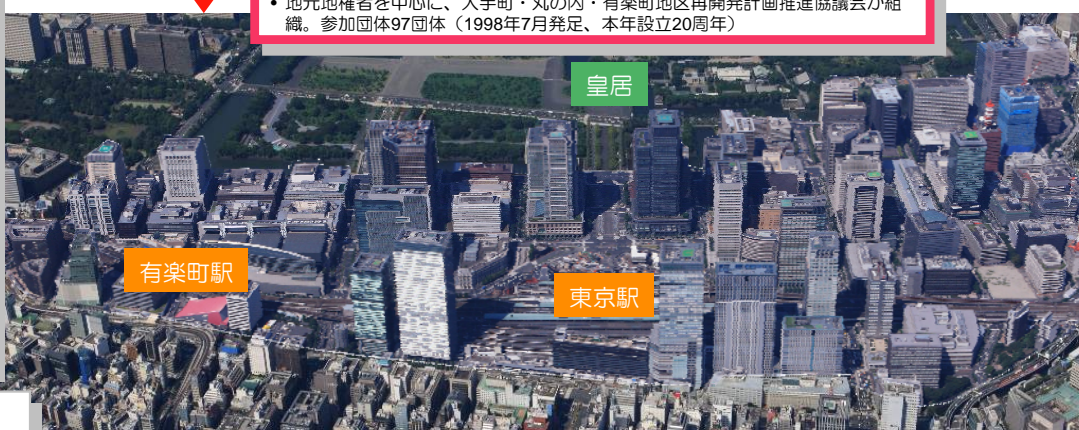 • 地元地権者を中心に、大手町・丸の内・有楽町地区再開発計画推進協議会が組
織。参加団体97団体（1998年7月発足、本年設立20周年）
皇居
有楽町駅
東京駅